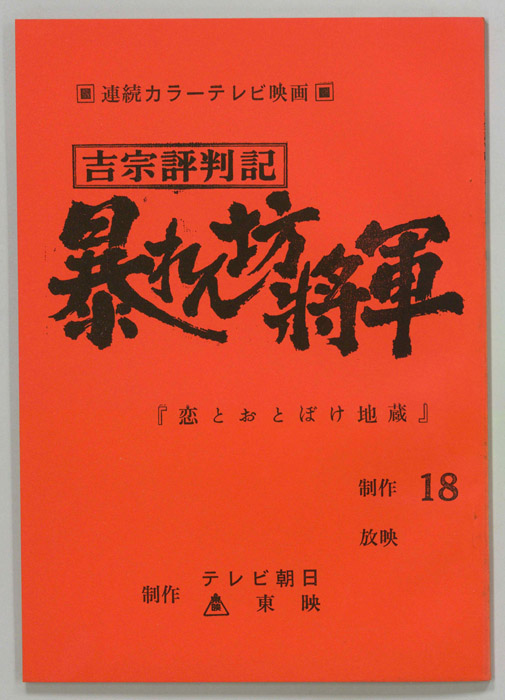 連続カラーテレビ映画
吉宗評判記
暴れん坊將軍
『恋とおとぼけ地蔵』
制作 18
放映
制作 テレビ朝日
東映